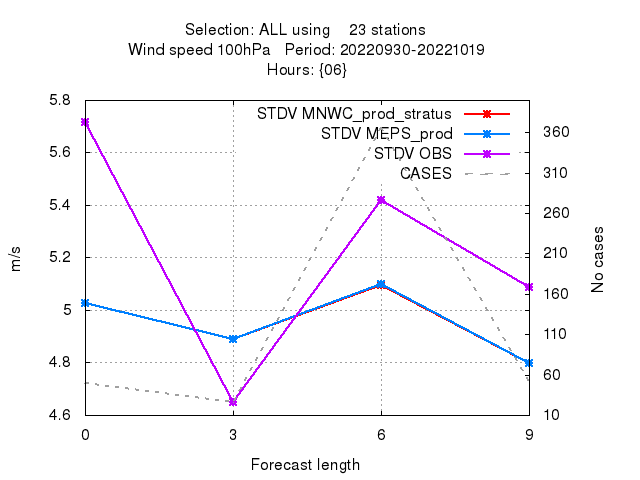 Selection: ALL using    23 stations
Wind speed 100hPa   Period: 20220930-20221019
Hours: {06}
STDV MNWC_prod_stratus
STDV MEPS_prod
STDV OBS
CASES
5.8
5.6
5.4
5.2
5
4.8
4.6
m/s
360
310
260
210
160
110
60
10
No cases
0 3 6 9
Forecast length